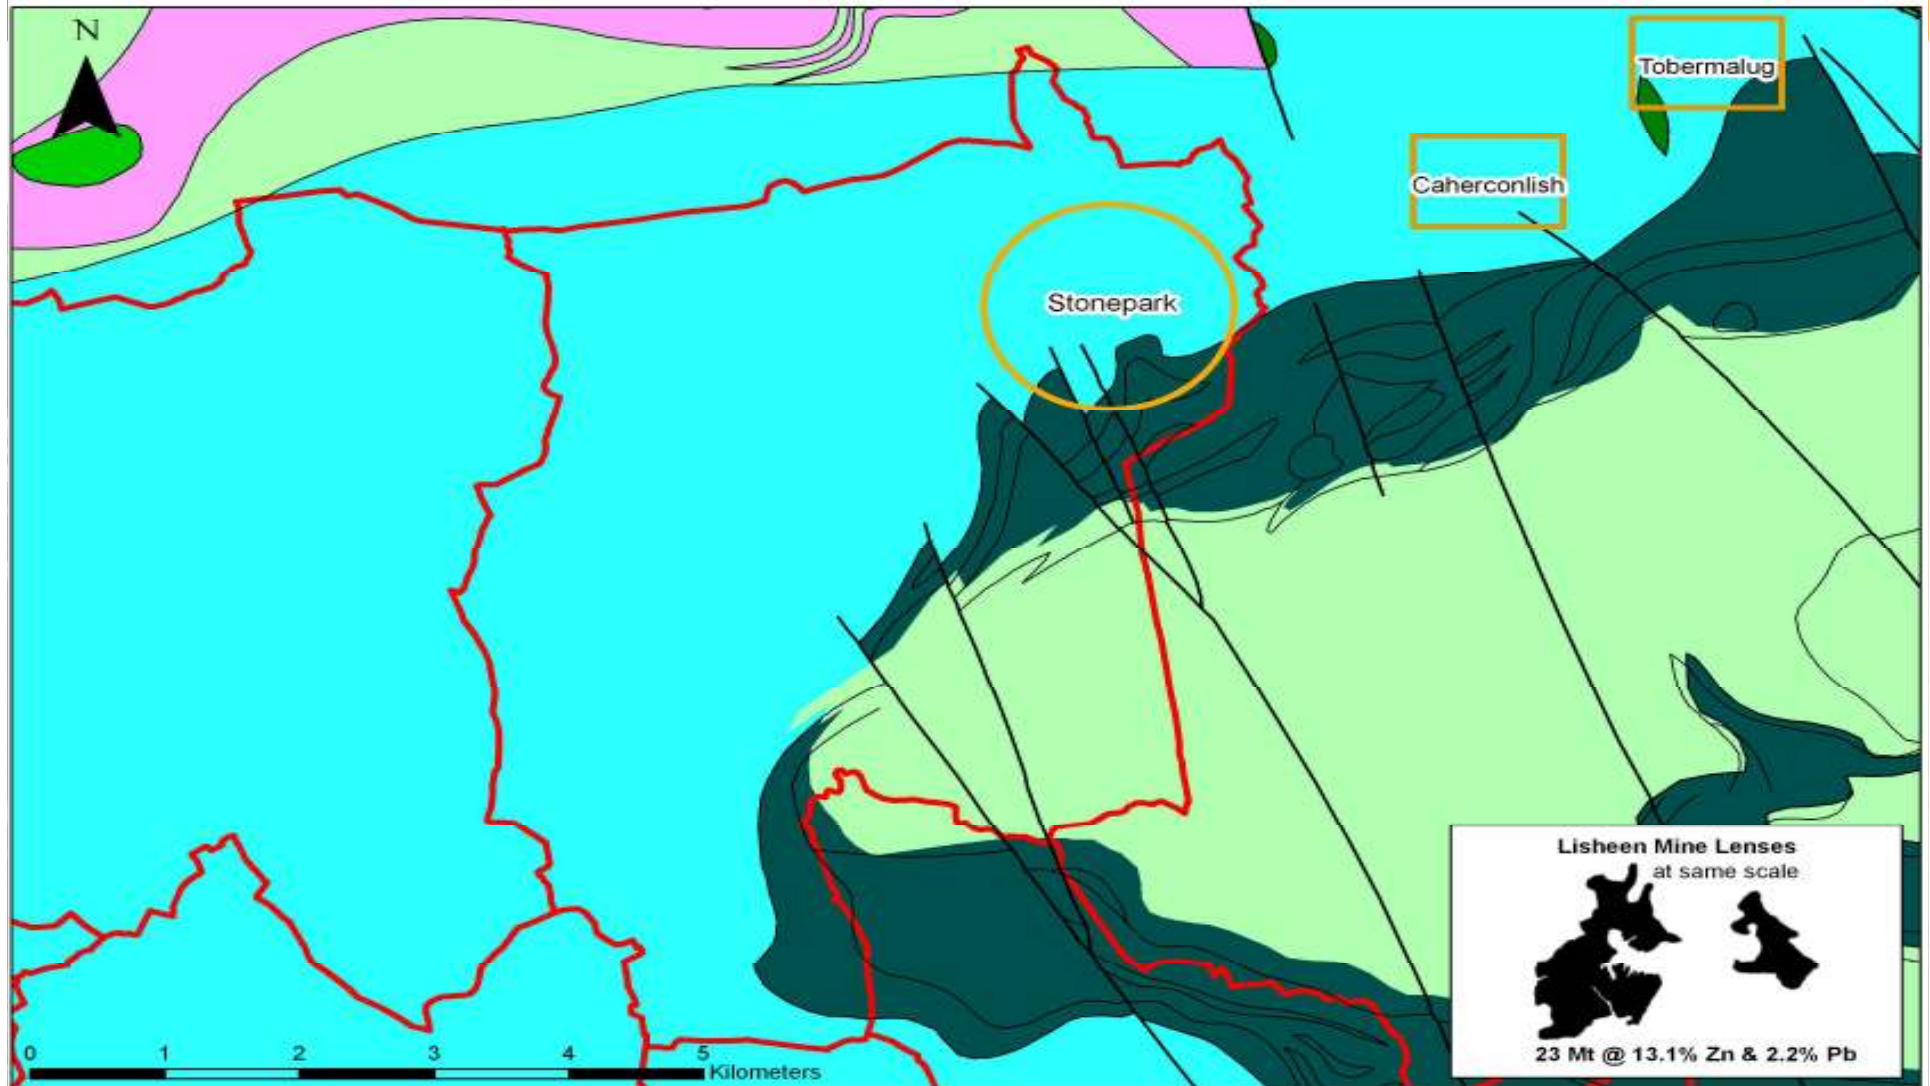 N
Tobermalug
Caherconlish
Stonepark
Lisheen Mine Lenses
at same scale
23 Mt @ 13.1% Zn & 2.2% Pb
0 1 2 3 4 5
Kilometers